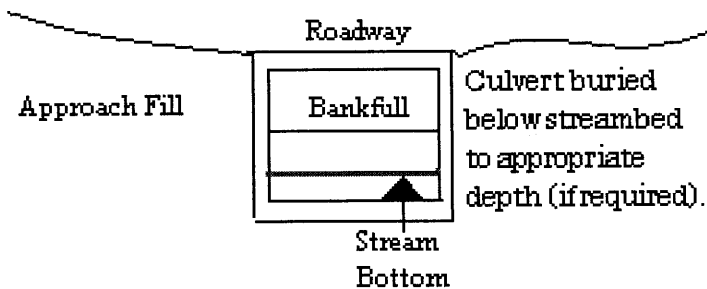 Roadway
Approach Fill
Bankfull
Culvert buried
below streambed
to appropriate
depth (if required).
Stream
Bottom